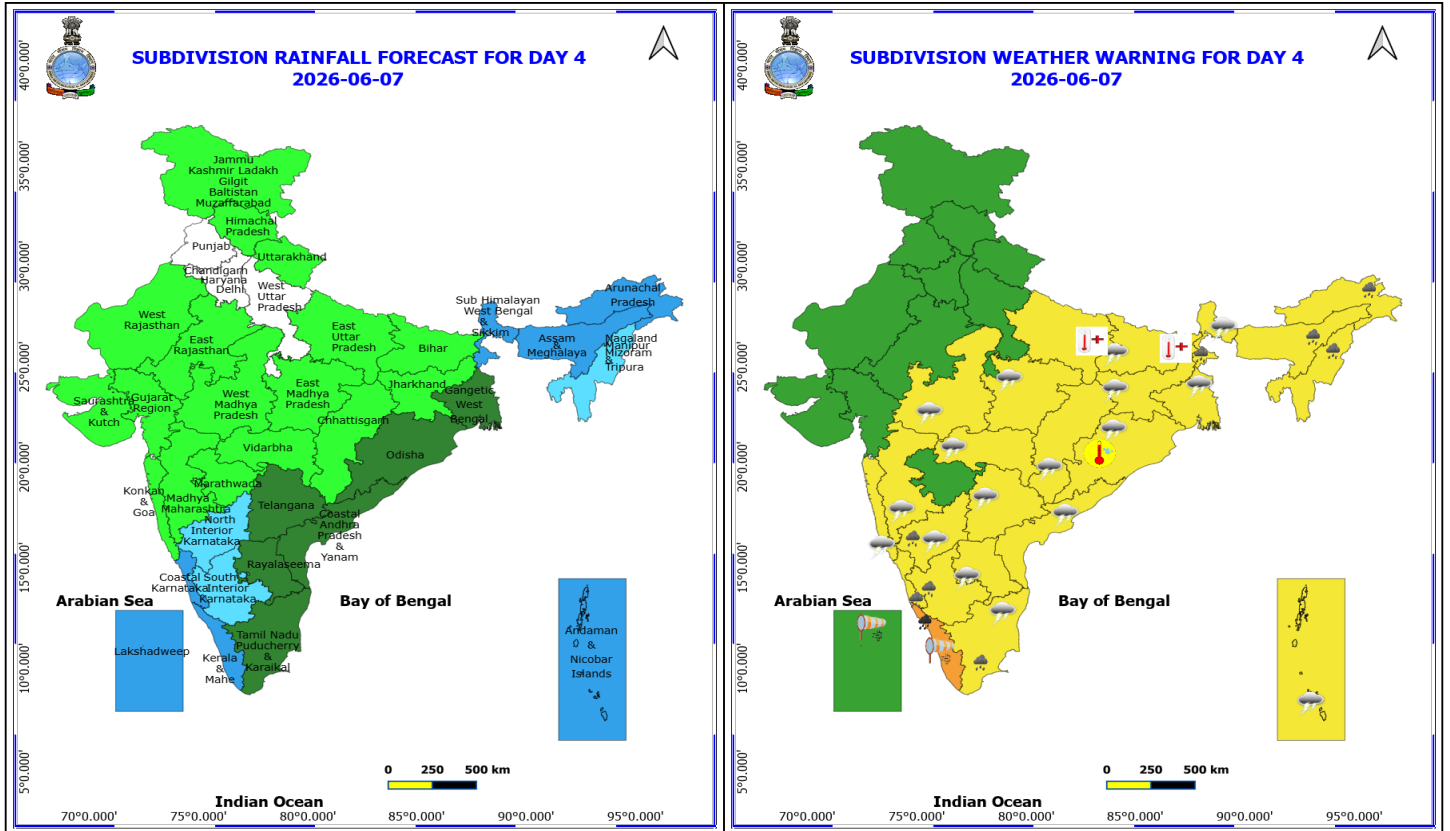 SUBDIVISION RAINFALL FORECAST FOR DAY 4
2026-06-07
40°0.000'
35°0.000'
30°0.000'
25°0.000'
20°0.000'
15°0.000'
10°0.000'
5°0.000'
Jammu
Kashmir Ladakh
Gilgit
Baltistan
Muzaffarabad
Himachal
Pradesh
Punjab
Uttarakhand
Chandigarh
Haryana
Delhi
West
Uttar
Pradesh
West
Rajasthan
East
Rajasthan
East
Uttar
Pradesh
Bihar
Sub Himalayan
West Bengal
&
Sikkim
Arunachal
Pradesh
Assam
&
Meghalaya
Nagaland
Manipur
Mizoram
&
Tripura
Saurashtra
&
Kutch
Gujarat
Region
West
Madhya
Pradesh
East
Madhya
Pradesh
Jharkhand
Gangetic
West
Bengal
Chhattisgarh
Vidarbha
Odisha
Konkan
&
Goa
Madhya
Maharashtra
Marathwada
Telangana
North
Interior
Karnataka
Coastal
Andhra
Pradesh
&
Yanam
Rayalaseema
Coastal
Karnataka
South
Interior
Karnataka
Arabian Sea
Bay of Bengal
Lakshadweep
Kerala
&
Mahe
Tamil Nadu
Puducherry
&
Karaikal
Andaman
&
Nicobar
Islands
0 250 500 km
Indian Ocean
70°0.000' 75°0.000' 80°0.000' 85°0.000' 90°0.000' 95°0.000'
SUBDIVISION WEATHER WARNING FOR DAY 4
2026-06-07
40°0.000'
35°0.000'
30°0.000'
25°0.000'
20°0.000'
15°0.000'
10°0.000'
5°0.000'
Arabian Sea
Bay of Bengal
0 250 500 km
Indian Ocean
70°0.000' 75°0.000' 80°0.000' 85°0.000' 90°0.000' 95°0.000'